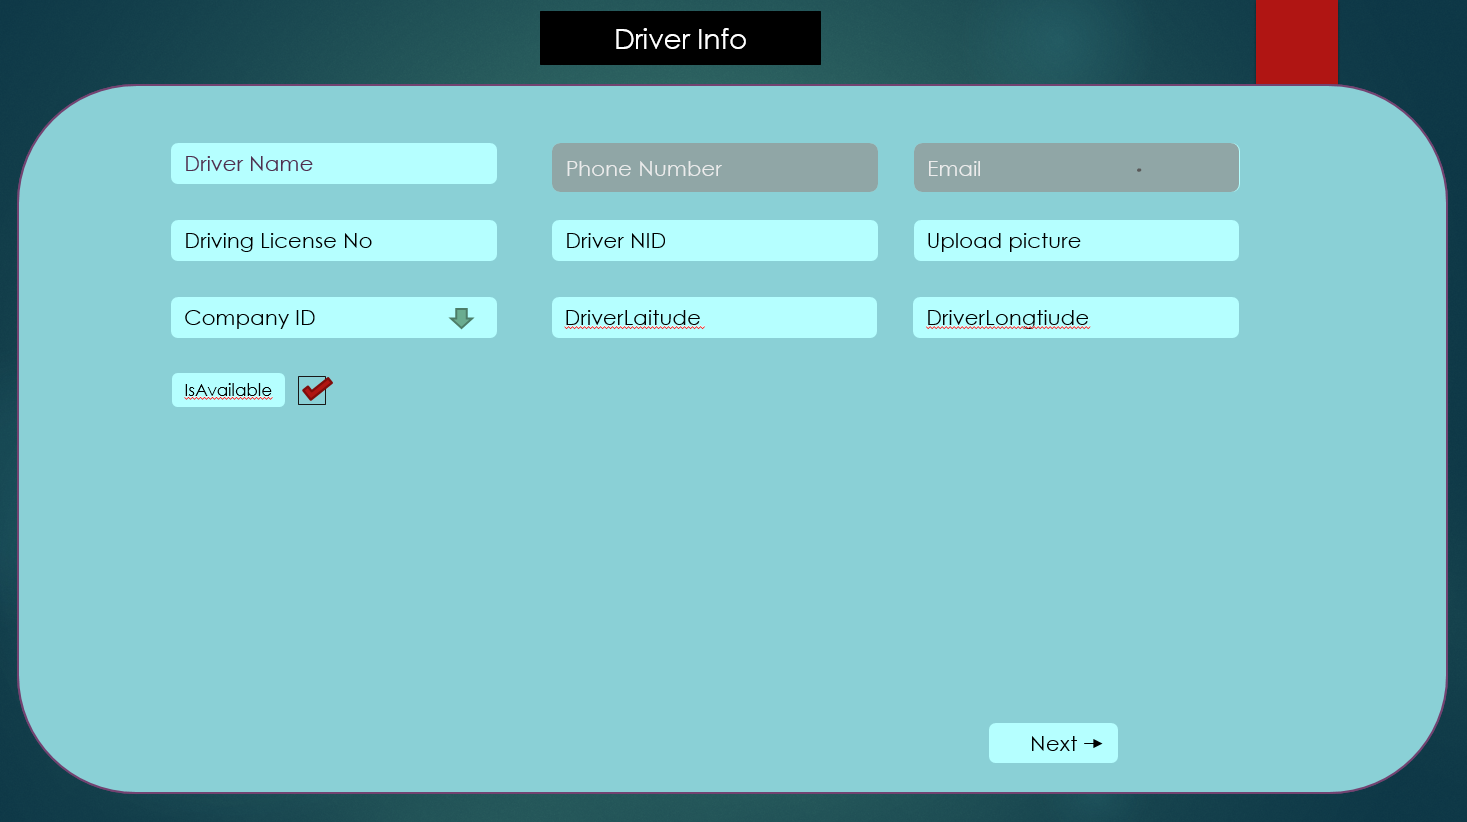 Driver Info
Driver Name
Phone Number
Email
Driving License No
Driver NID
Upload picture
Company ID
DriverLaitude
DriverLongtiude
IsAvailable
Next